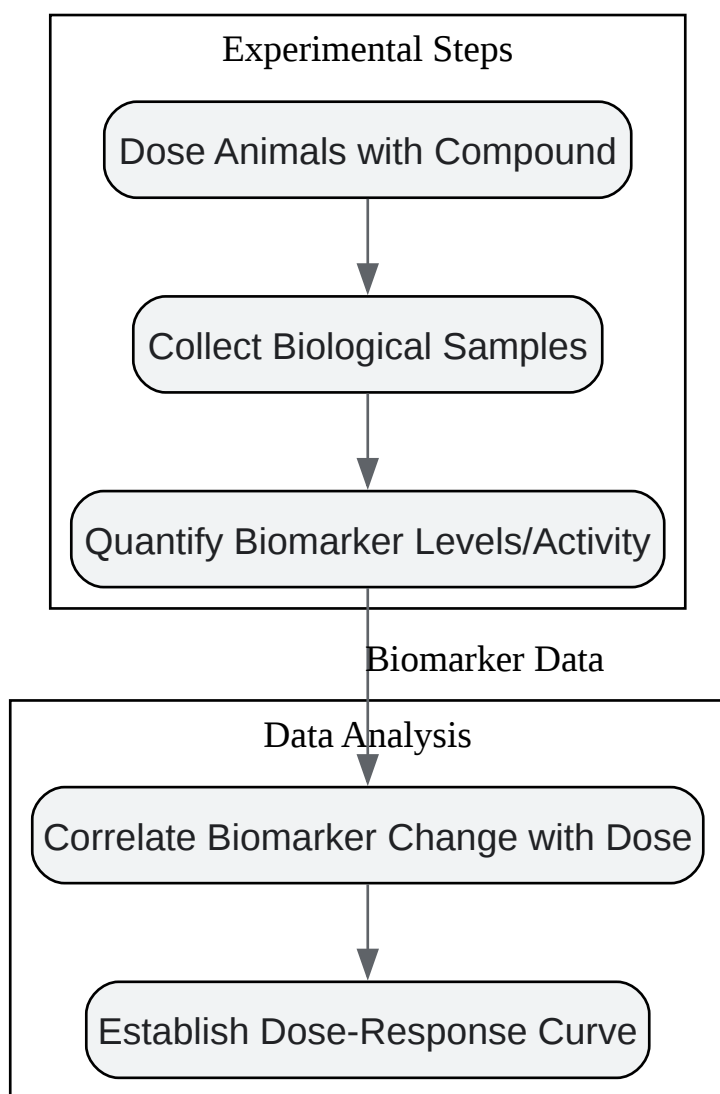 Experimental Steps
Dose Animals with Compound
Collect Biological Samples
Quantify Biomarker Levels/Activity
Biomarker Data
Data Analysis
Correlate Biomarker Change with Dose
Establish Dose-Response Curve